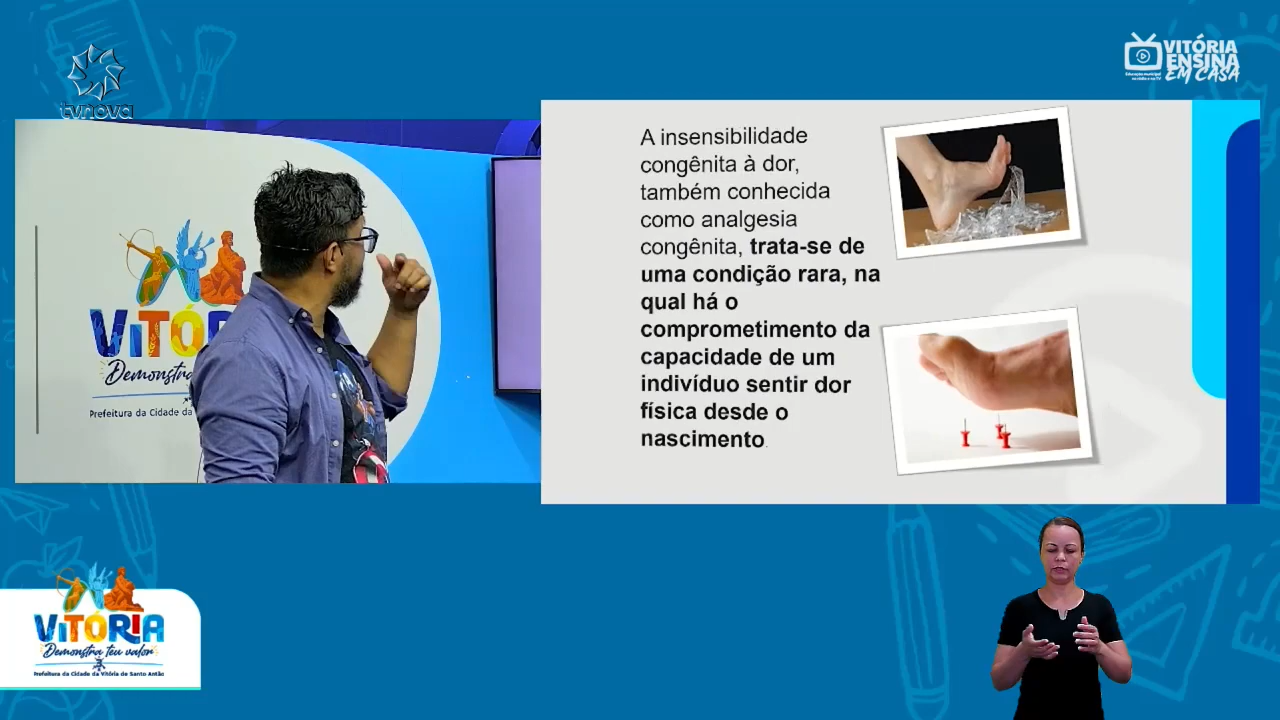 tvnova
VITÓRIA
ENSINA
EM CASA
A insensibilidade
congênita à dor,
também conhecida
como analgesia
congênita, trata-se de
uma condição rara, na
qual há o
comprometimento da
capacidade de um
indivíduo sentir dor
física desde o
nascimento.
ViTÓR
Demonstra
Prefeitura da Cidade da
ViTÓRIA
Demonstra teu valor
Prefeitura da Cidade da Vitória de Santo Antão